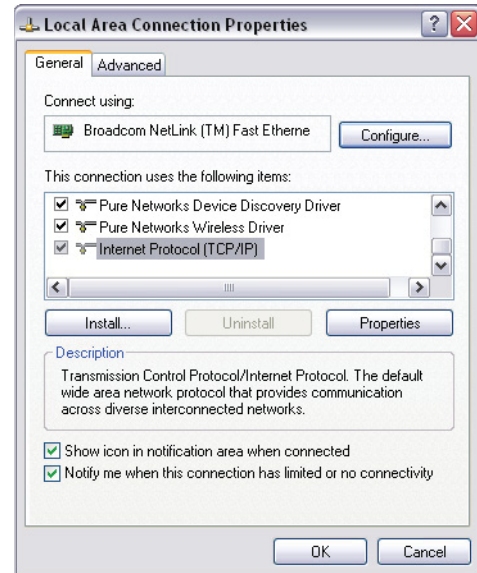 Local Area Connection Properties
General Advanced
Connect using:
Broadcom NetLink (TM) Fast Etherne
Configure...
This connection uses the following items:
Pure Networks Device Discovery Driver
Pure Networks Wireless Driver
Internet Protocol (TCP/IP)
Install... Uninstall Properties
Description
Transmission Control Protocol/Internet Protocol. The default
wide area network protocol that provides communication
across diverse interconnected networks.
Show icon in notification area when connected
Notify me when this connection has limited or no connectivity
OK Cancel